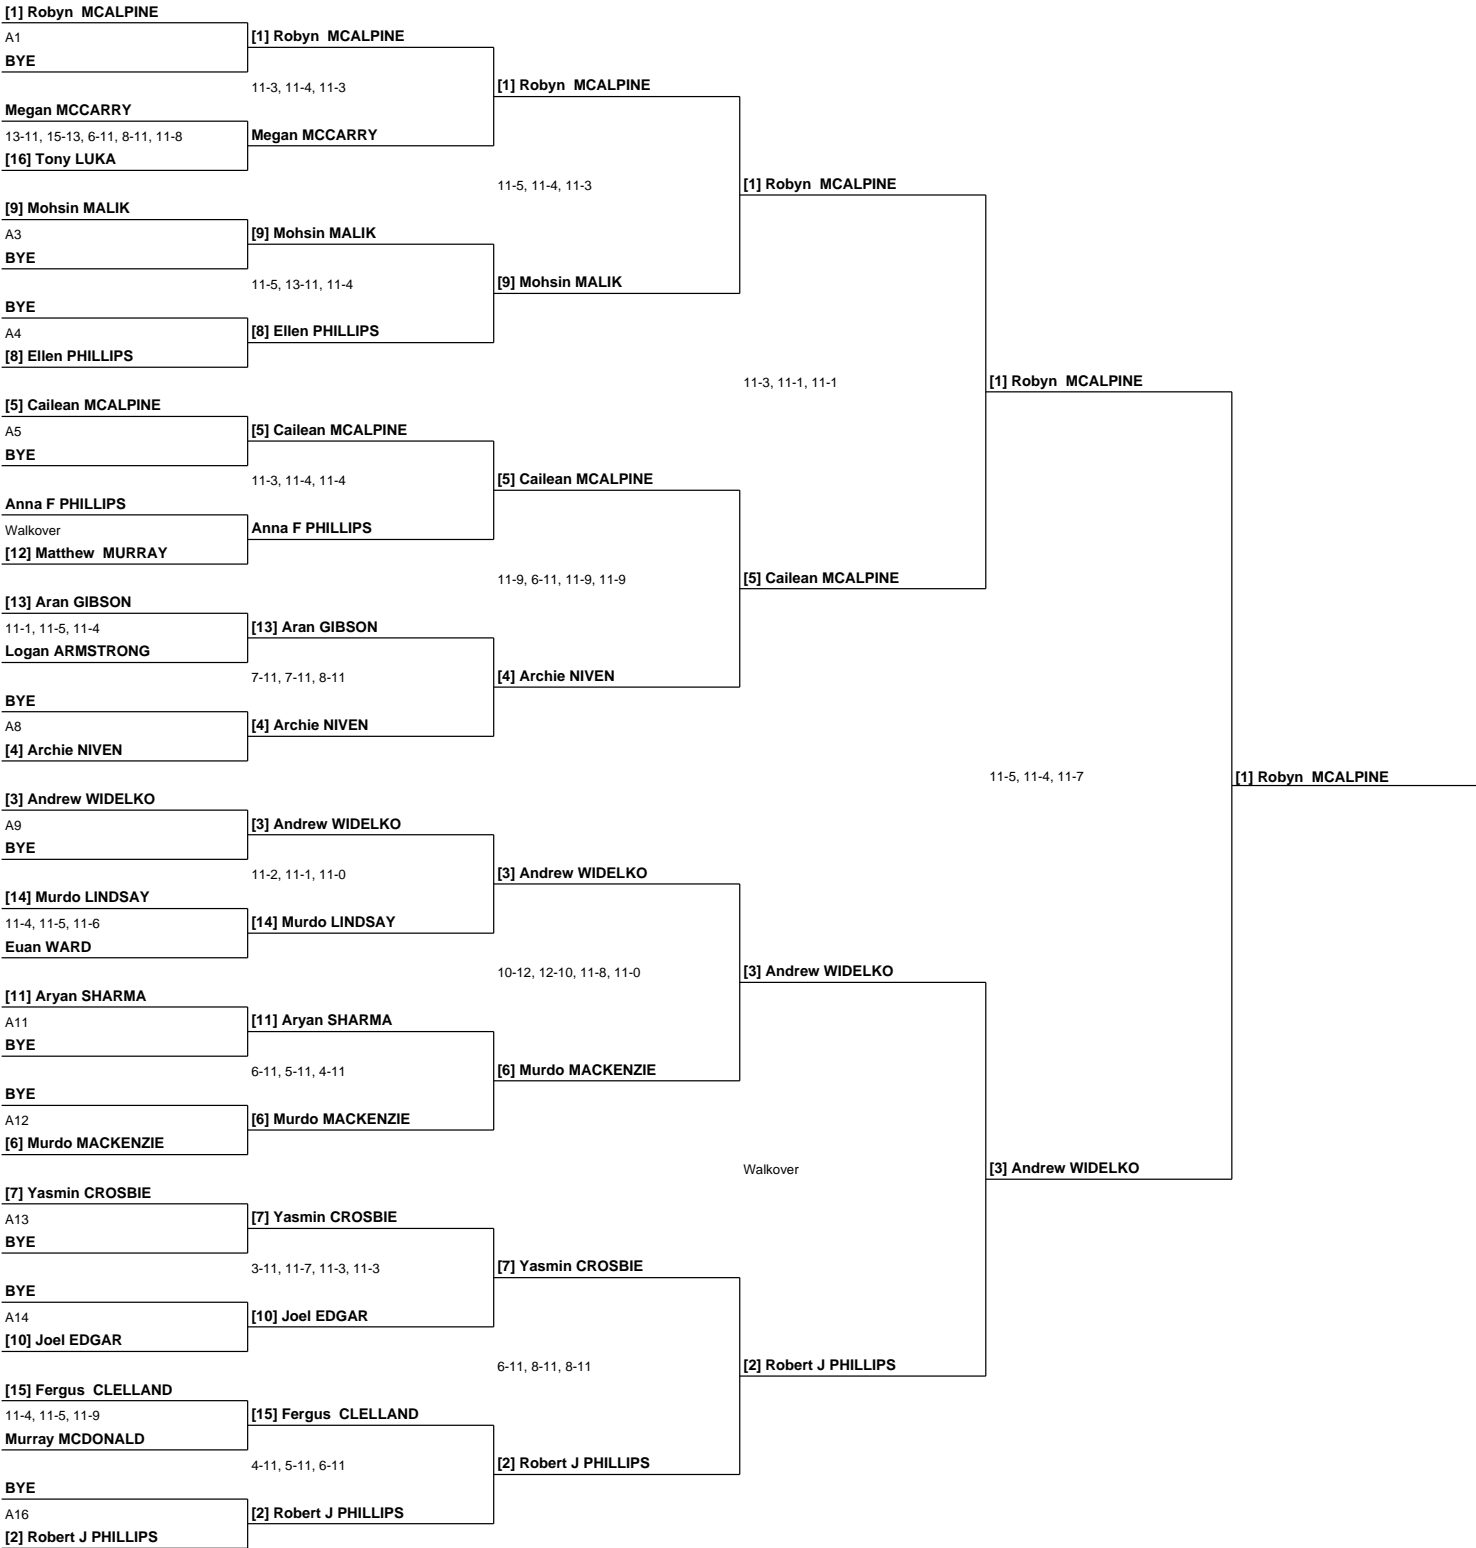 [1] Robyn  MCALPINE
A1
[1] Robyn  MCALPINE
BYE
11-3, 11-4, 11-3
[1] Robyn  MCALPINE
Megan MCCARRY
13-11, 15-13, 6-11, 8-11, 11-8
Megan MCCARRY
[16] Tony LUKA
11-5, 11-4, 11-3
[1] Robyn  MCALPINE
[9] Mohsin MALIK
A3
[9] Mohsin MALIK
BYE
11-5, 13-11, 11-4
[9] Mohsin MALIK
BYE
A4
[8] Ellen PHILLIPS
[8] Ellen PHILLIPS
11-3, 11-1, 11-1
[1] Robyn  MCALPINE
[5] Cailean MCALPINE
A5
[5] Cailean MCALPINE
BYE
11-3, 11-4, 11-4
[5] Cailean MCALPINE
Anna F PHILLIPS
Walkover
Anna F PHILLIPS
[12] Matthew  MURRAY
11-9, 6-11, 11-9, 11-9
[5] Cailean MCALPINE
[13] Aran GIBSON
11-1, 11-5, 11-4
[13] Aran GIBSON
Logan ARMSTRONG
7-11, 7-11, 8-11
[4] Archie NIVEN
BYE
A8
[4] Archie NIVEN
[4] Archie NIVEN
11-5, 11-4, 11-7
[1] Robyn  MCALPINE
[3] Andrew WIDELKO
A9
[3] Andrew WIDELKO
BYE
11-2, 11-1, 11-0
[3] Andrew WIDELKO
[14] Murdo LINDSAY
11-4, 11-5, 11-6
[14] Murdo LINDSAY
Euan WARD
10-12, 12-10, 11-8, 11-0
[3] Andrew WIDELKO
[11] Aryan SHARMA
A11
[11] Aryan SHARMA
BYE
6-11, 5-11, 4-11
[6] Murdo MACKENZIE
BYE
A12
[6] Murdo MACKENZIE
[6] Murdo MACKENZIE
Walkover
[3] Andrew WIDELKO
[7] Yasmin CROSBIE
A13
[7] Yasmin CROSBIE
BYE
3-11, 11-7, 11-3, 11-3
[7] Yasmin CROSBIE
BYE
A14
[10] Joel EDGAR
[10] Joel EDGAR
6-11, 8-11, 8-11
[2] Robert J PHILLIPS
[15] Fergus  CLELLAND
11-4, 11-5, 11-9
[15] Fergus  CLELLAND
Murray MCDONALD
4-11, 5-11, 6-11
[2] Robert J PHILLIPS
BYE
A16
[2] Robert J PHILLIPS
[2] Robert J PHILLIPS